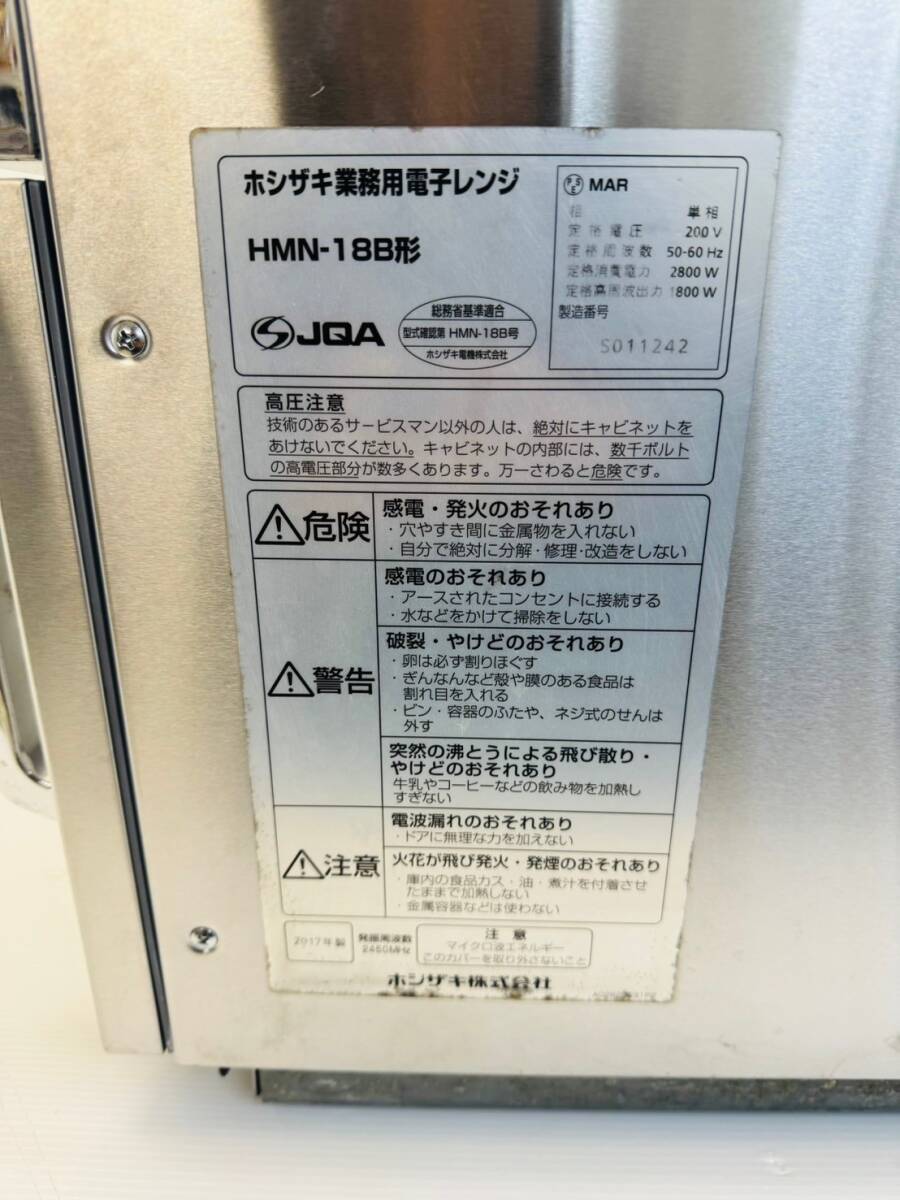 ホシザキ業務用電子レンジ
HMN-18B形
JQA
総務省基準適合
型式確認第 HMN-18B号
ホシザキ電機株式会社
PSE MAR
相 単相
定格電圧 200 V
定格周波数 50-60 Hz
定格消費電力 2800 W
定格高周波出力 1800 W
製造番号
S011242
高圧注意
技術のあるサービスマン以外の人は、絶対にキャビネットを
あけないでください。キャビネットの内部には、数千ボルト
の高電圧部分が数多くあります。万一さわると危険です。
危険
感電・発火のおそれあり
・穴やすき間に金属物を入れない
・自分で絶対に分解・修理・改造をしない
警告
感電のおそれあり
・アースされたコンセントに接続する
・水などをかけて掃除をしない
破裂・やけどのおそれあり
・卵は必ず割りほぐす
・ぎんなんなど殻や膜のある食品は
割れ目を入れる
・ビン・容器のふたや、ネジ式のせんは
外す
突然の沸とうによる飛び散り・
やけどのおそれあり
牛乳やコーヒーなどの飲み物を加熱し
すぎない
注意
電波漏れのおそれあり
・ドアに無理な力を加えない
火花が飛び発火・発煙のおそれあり
・庫内の食品カス・油・煮汁を付着させ
たままで加熱しない
・金属容器などは使わない
2017年製
発振周波数
2450MHz
注意
マイクロ波エネルギー
このカバーを取り外さないこと
ホシザキ株式会社